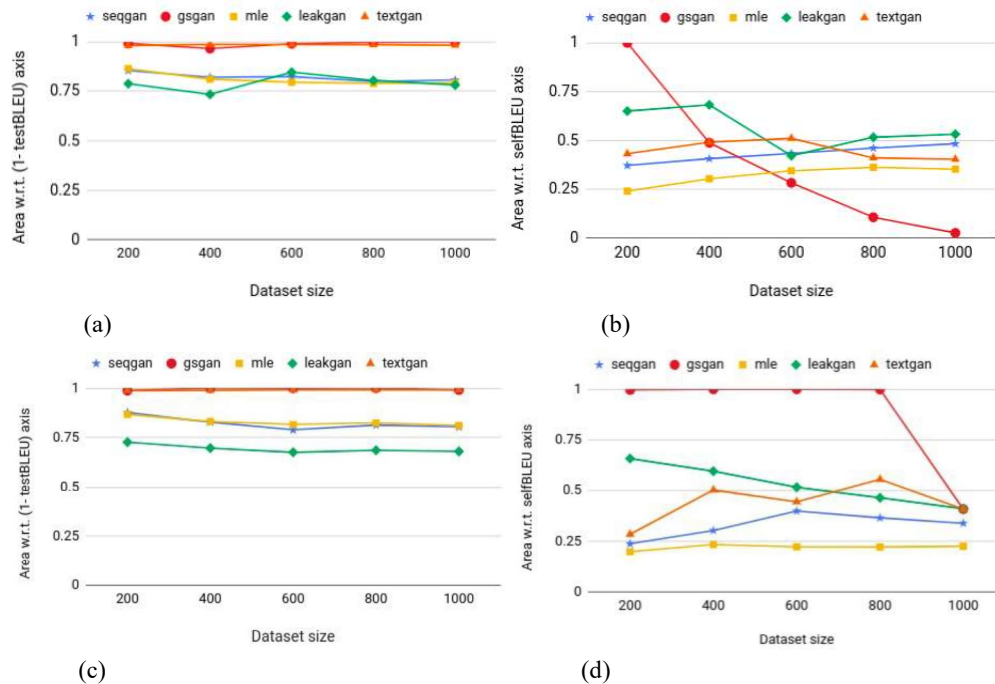 seqgan gsgan mle leakgan textgan
Area w.r.t. (1- testBLEU) axis
1
0.75
0.5
0.25
0
200 400 600 800 1000
Dataset size
(a)
seqgan gsgan mle leakgan textgan
Area w.r.t. selfBLEU axis
1
0.75
0.5
0.25
0
200 400 600 800 1000
Dataset size
(b)
seqgan gsgan mle leakgan textgan
Area w.r.t. (1- testBLEU) axis
1
0.75
0.5
0.25
0
200 400 600 800 1000
Dataset size
(c)
seqgan gsgan mle leakgan textgan
Area w.r.t. selfBLEU axis
1
0.75
0.5
0.25
0
200 400 600 800 1000
Dataset size
(d)